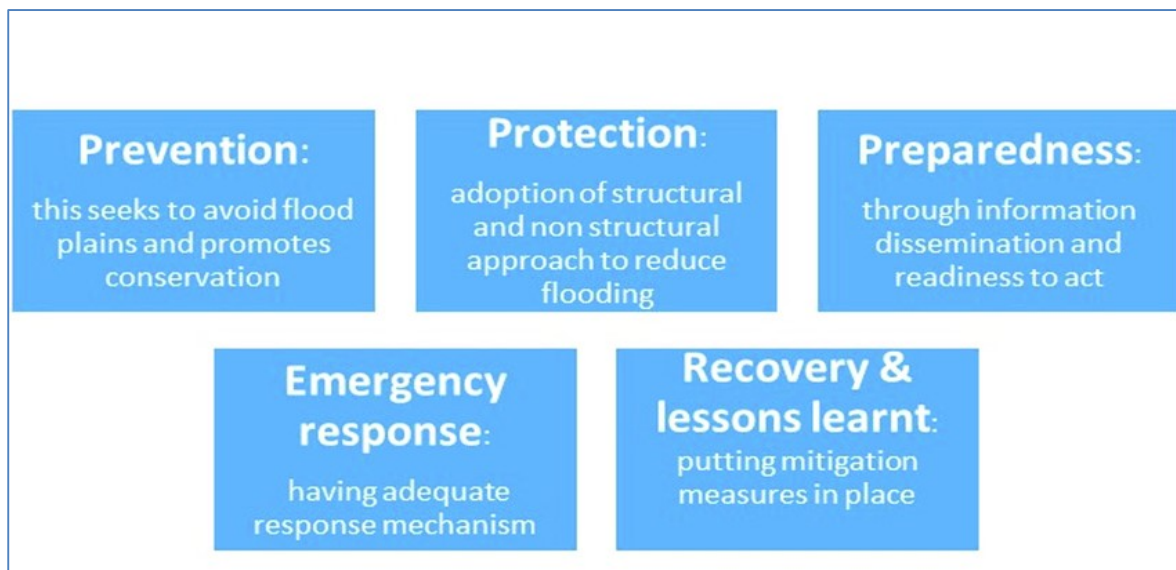 Prevention:
this seeks to avoid flood
plains and promotes
conservation
Protection:
adoption of structural
and non structural
approach to reduce
flooding
Preparedness:
through information
dissemination and
readiness to act
Emergency
response:
having adequate
response mechanism
Recovery &
lessons learnt:
putting mitigation
measures in place